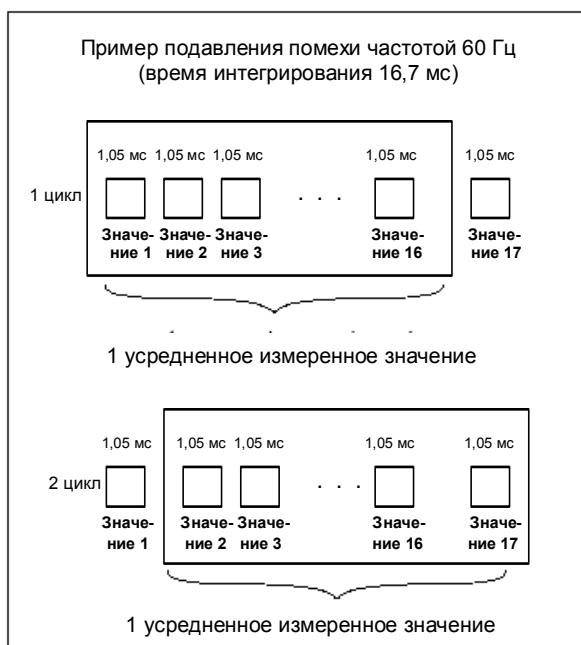 Пример подавления помехи частотой 60 Гц
(время интегрирования 16,7 мс)
1,05 мс 1,05 мс 1,05 мс 1,05 мс 1,05 мс
1 цикл . . .
Значе- Значе- Значе- Значе- Значе-
ние 1 ние 2 ние 3 ние 16 ние 17
1 усредненное измеренное значение
1,05 мс 1,05 мс 1,05 мс 1,05 мс 1,05 мс
2 цикл . . .
Значе- Значе- Значе- Значе- Значе-
ние 1 ние 2 ние 3 ние 16 ние 17
1 усредненное измеренное значение